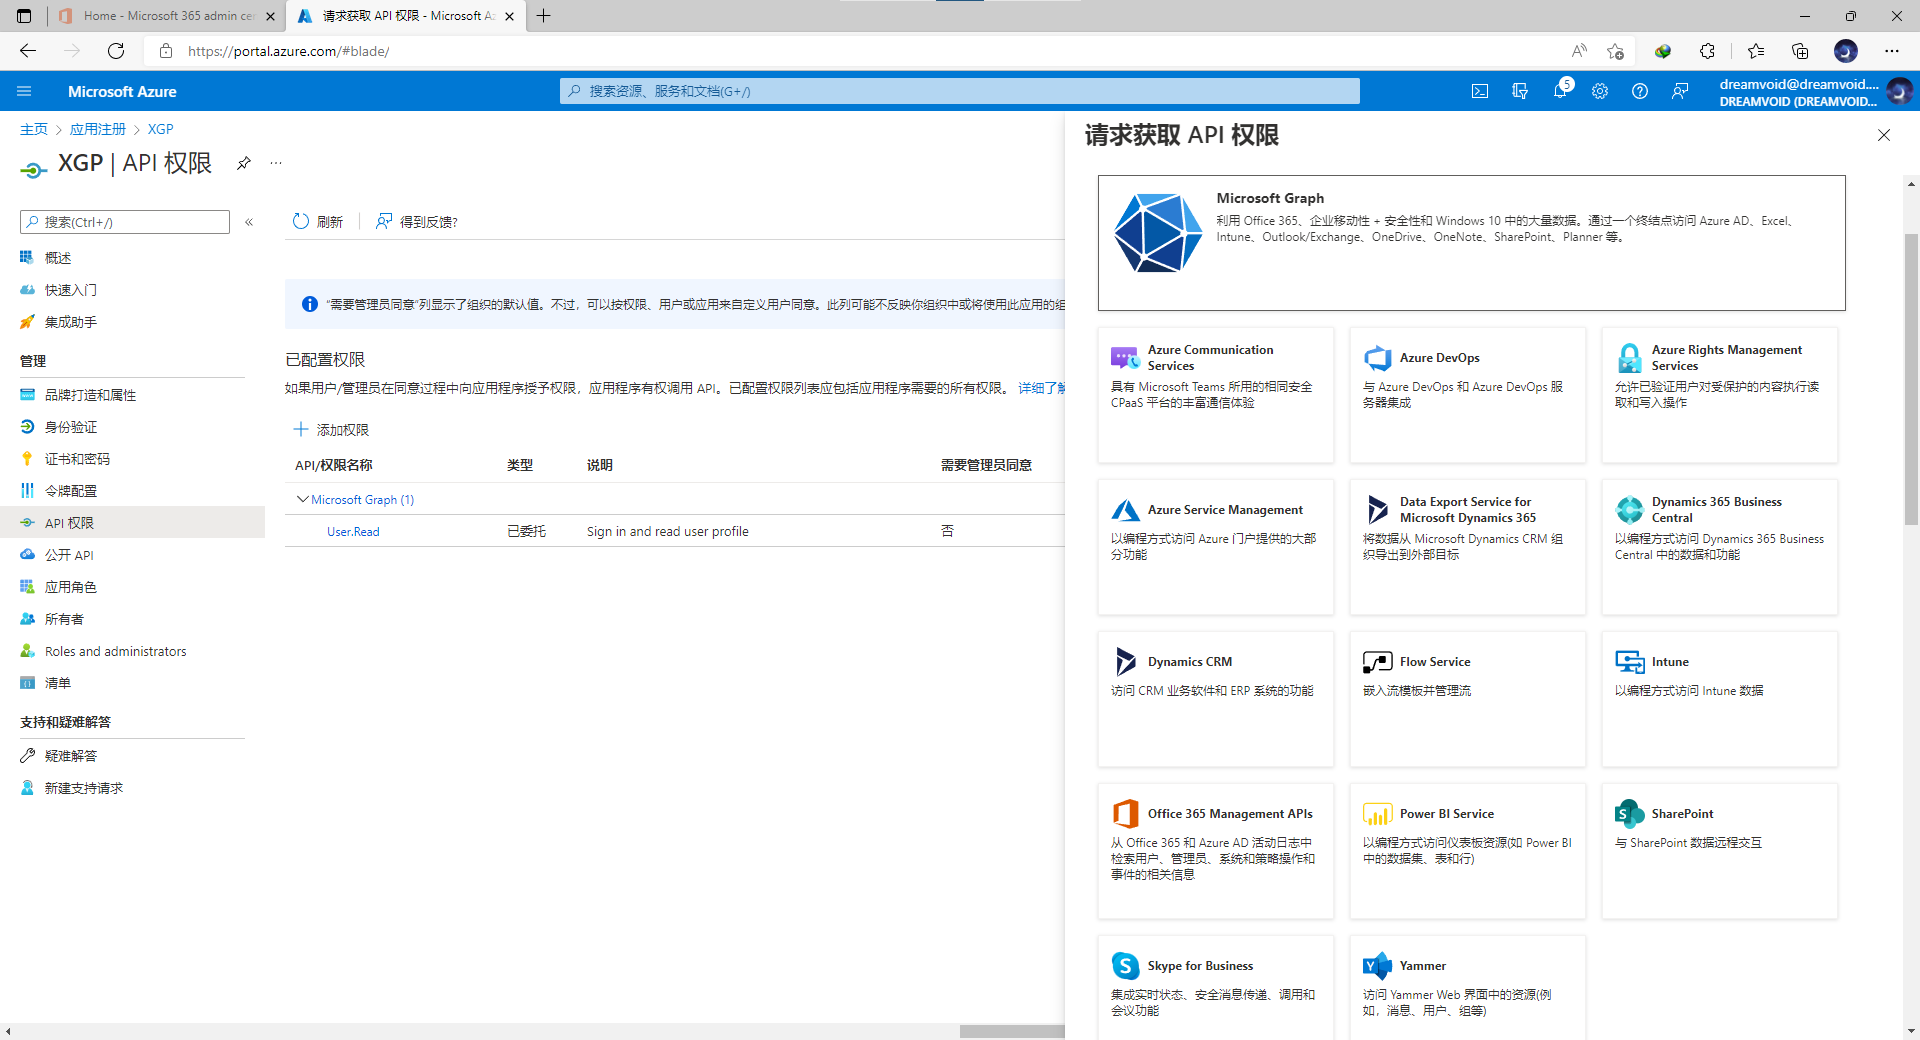 Home - Microsoft 365 admin cen
请求获取 API 权限 - Microsoft Az
https://portal.azure.com/#blade/
Microsoft Azure
搜索资源、服务和文档(G+/)
5
dreamvoid@dreamvoid....
DREAMVOID (DREAMVOID...
主页 > 应用注册 > XGP
XGP | API 权限
搜索(Ctrl+/)
概述
快速入门
集成助手
管理
品牌打造和属性
身份验证
证书和密码
令牌配置
API 权限
公开 API
应用角色
所有者
Roles and administrators
清单
支持和疑难解答
疑难解答
新建支持请求
刷新
得到反馈?
"需要管理员同意"列显示了组织的默认值。不过，可以按权限、用户或应用来自定义用户同意。此列可能不反映你组织中或将使用此应用的组
已配置权限
如果用户/管理员在同意过程中向应用程序授予权限，应用程序有权调用 API。已配置权限列表应包括应用程序需要的所有权限。 详细了解
添加权限
API/权限名称 类型 说明 需要管理员同意
Microsoft Graph (1)
User.Read 已委托 Sign in and read user profile 否
请求获取 API 权限
Microsoft Graph
利用 Office 365、企业移动性 + 安全性和 Windows 10 中的大量数据。通过一个终结点访问 Azure AD、Excel、
Intune、Outlook/Exchange、OneDrive、OneNote、SharePoint、Planner 等。
Azure Communication
Services
具有 Microsoft Teams 所用的相同安全
CPaaS 平台的丰富通信体验
Azure DevOps
与 Azure DevOps 和 Azure DevOps 服
务器集成
Azure Rights Management
Services
允许已验证用户对受保护的内容执行读
取和写入操作
Azure Service Management
以编程方式访问 Azure 门户提供的大部
分功能
Data Export Service for
Microsoft Dynamics 365
将数据从 Microsoft Dynamics CRM 组
织导出到外部目标
Dynamics 365 Business
Central
以编程方式访问 Dynamics 365 Business
Central 中的数据和功能
Dynamics CRM
访问 CRM 业务软件和 ERP 系统的功能
Flow Service
嵌入流模板并管理流
Intune
以编程方式访问 Intune 数据
Office 365 Management APIs
从 Office 365 和 Azure AD 活动日志中
检索用户、管理员、系统和策略操作和
事件的相关信息
Power BI Service
以编程方式访问仪表板资源(如 Power BI
中的数据集、表和行)
SharePoint
与 SharePoint 数据远程交互
Skype for Business
集成实时状态、安全消息传递、调用和
会议功能
Yammer
访问 Yammer Web 界面中的资源(例
如，消息、用户、组等)